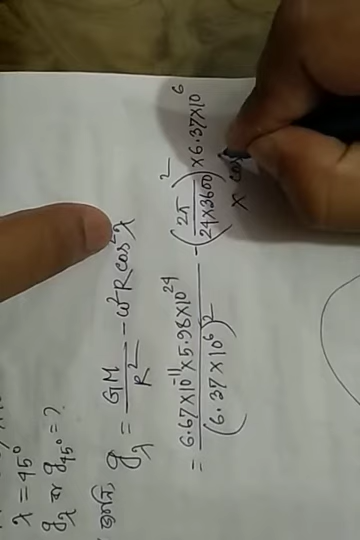 λ = 45°
g_λ বা g_45° = ?
জানি,
g_λ = GM/R² - ω²R cos²λ
= 6.67×10⁻¹¹×5.98×10²⁴/(6.37×10⁶)² - (2π/24×3600)² ×6.37×10⁶
× cos